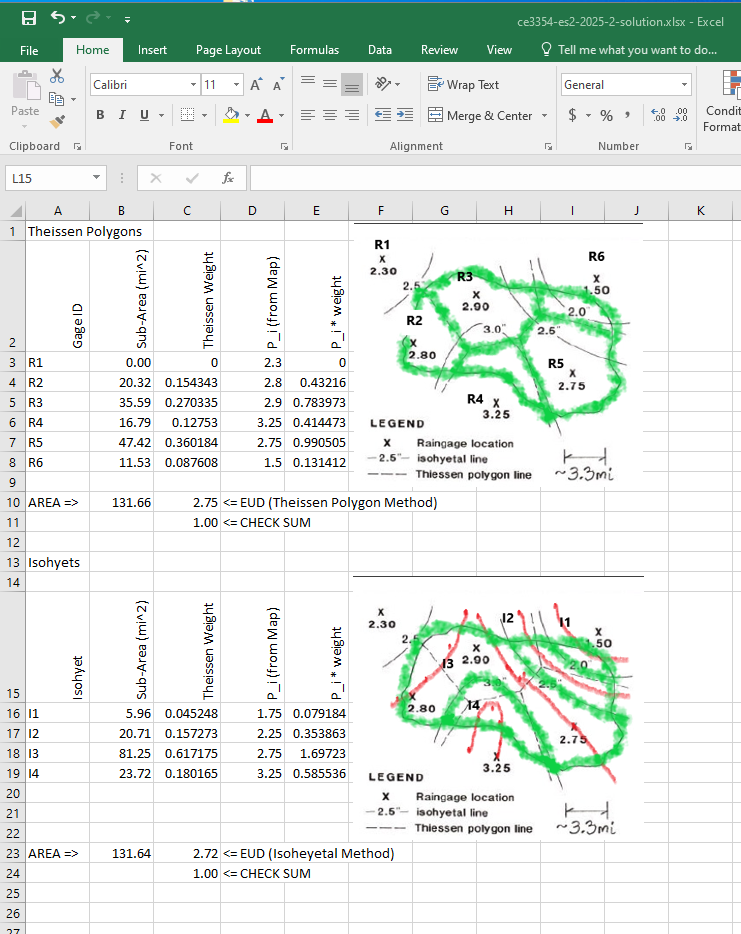 ce3354-es2-2025-2-solution.xlsx - Excel
File Home Insert Page Layout Formulas Data Review View Tell me what you want to do...
Paste Calibri 11 A A Wrap Text General
B I U A Merge & Center $ % , .00 Condit
Format
Clipboard Font Alignment Number
L15 fx
A B C D E F G H I J K
1 Theissen Polygons
2 Gage ID Sub-Area (mi^2) Theissen Weight P_i (from Map) P_i * weight
3 R1 0.00 0 2.3 0
4 R2 20.32 0.154343 2.8 0.43216
5 R3 35.59 0.270335 2.9 0.783973
6 R4 16.79 0.12753 3.25 0.414473
7 R5 47.42 0.360184 2.75 0.990505
8 R6 11.53 0.087608 1.5 0.131412
9
10 AREA => 131.66 2.75 <= EUD (Theissen Polygon Method)
11 1.00 <= CHECK SUM
12
13 Isohyets
14
15 Isohyet Sub-Area (mi^2) Theissen Weight P_i (from Map) P_i * weight
16 I1 5.96 0.045248 1.75 0.079184
17 I2 20.71 0.157273 2.25 0.353863
18 I3 81.25 0.617175 2.75 1.69723
19 I4 23.72 0.180165 3.25 0.585536
20
21
22
23 AREA => 131.64 2.72 <= EUD (Isoheyetal Method)
24 1.00 <= CHECK SUM
25
26
27
R1
X
2.30
R6
X
1.50
R3
2.5
X
2.90
2.0"
R2
3.0"
2.5"
X
2.80
R5
X
2.75
R4 X
3.25
LEGEND
X Raingage location
—2.5"— isohyetal line
——— Thiessen polygon line
~3.3mi
X
2.30
I2
I1
X
1.50
2.5
X
I3 2.90
2.0
3.0"
2.5"
X
2.80
I4
X
2.75
X
3.25
LEGEND
X Raingage location
—2.5"— isohyetal line
——— Thiessen polygon line
~3.3mi